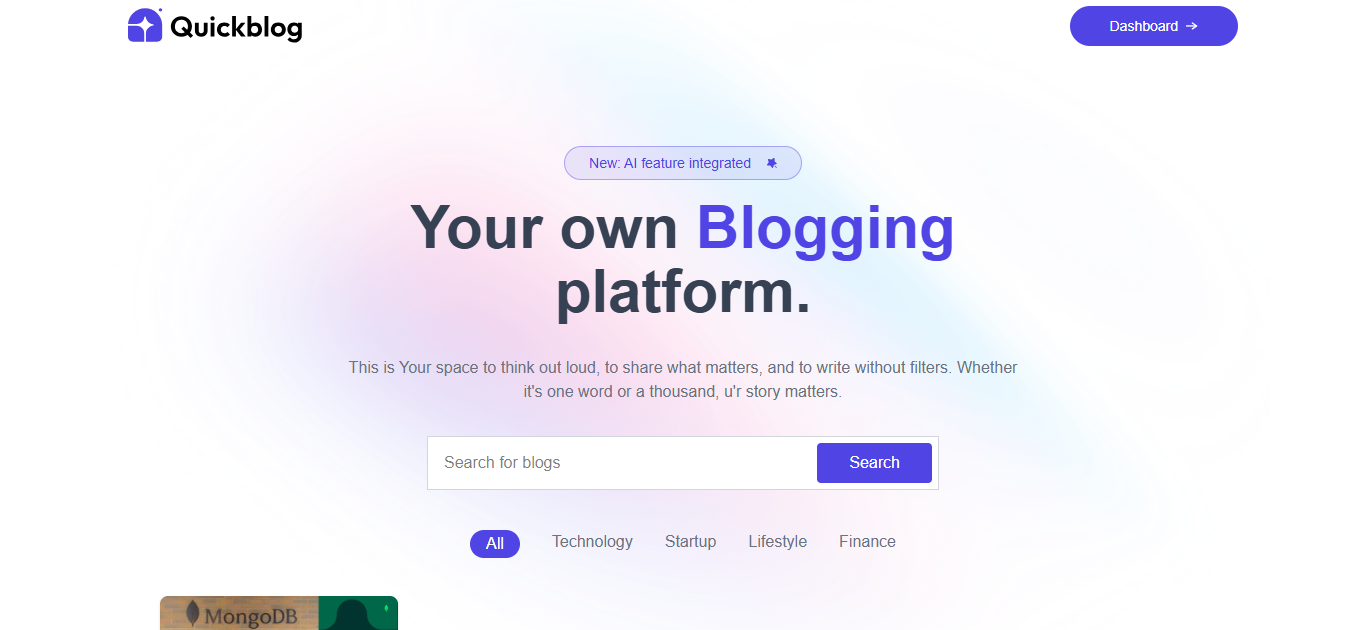 Quickblog
Dashboard →
New: AI feature integrated
Your own Blogging
platform.
This is Your space to think out loud, to share what matters, and to write without filters. Whether
it's one word or a thousand, u'r story matters.
Search for blogs Search
All Technology Startup Lifestyle Finance
MongoDB